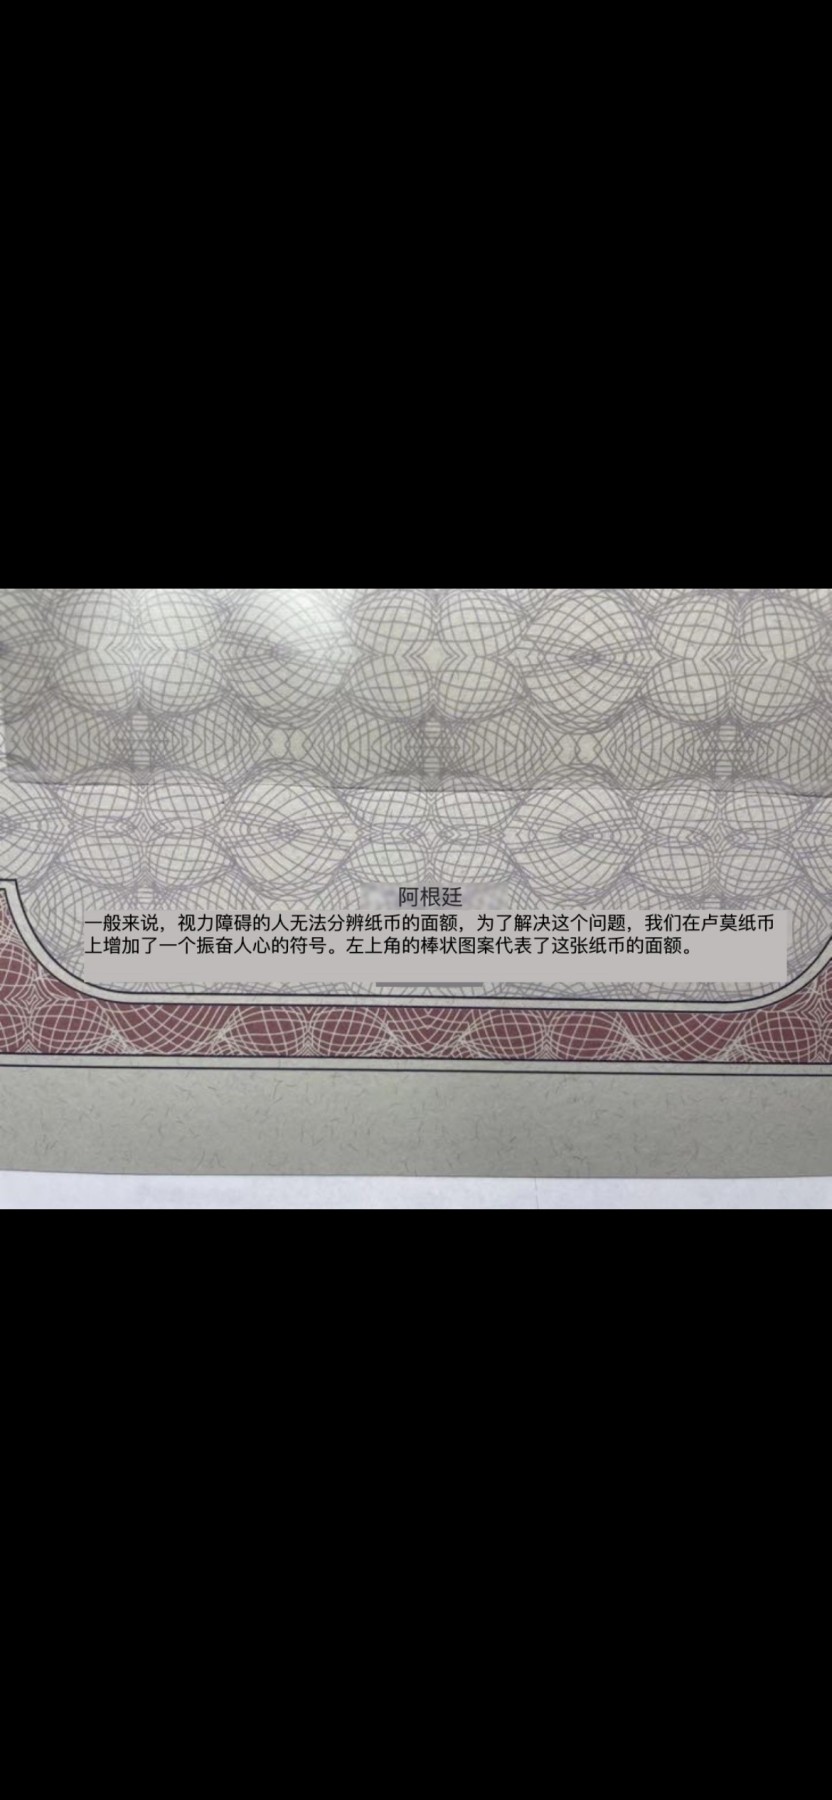 阿根廷
一般来说，视力障碍的人无法分辨纸币的面额，为了解决这个问题，我们在卢莫纸币
上增加了一个振奋人心的符号。左上角的棒状图案代表了这张纸币的面额。